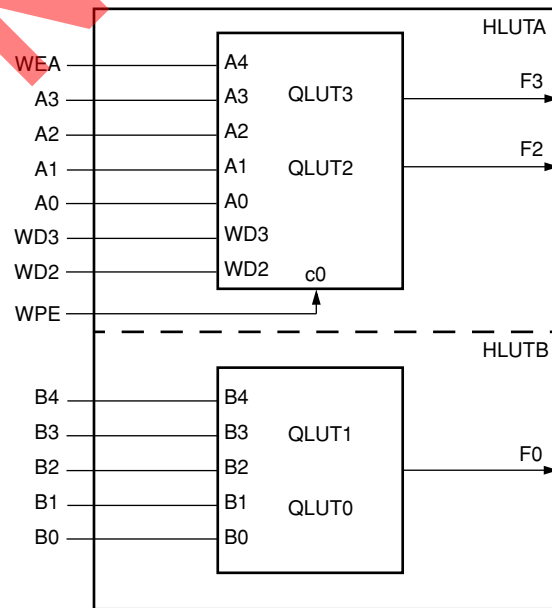 HLUTA
WEA A4
A3 A3 QLUT3 F3
A2 A2
A1 A1 QLUT2 F2
A0 A0
WD3 WD3
WD2 WD2
c0
WPE
HLUTB
B4 B4
B3 B3 QLUT1
B2 B2 F0
B1 B1 QLUT0
B0 B0